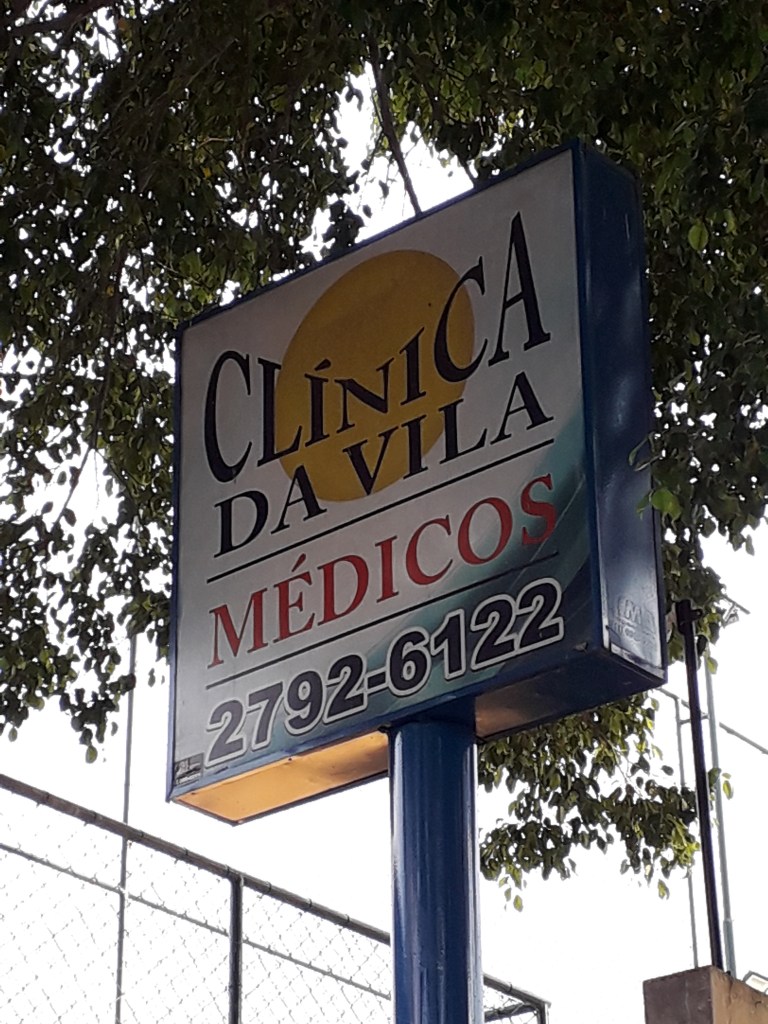 CLÍNICA
DA VILA
MÉDICOS
2792-6122